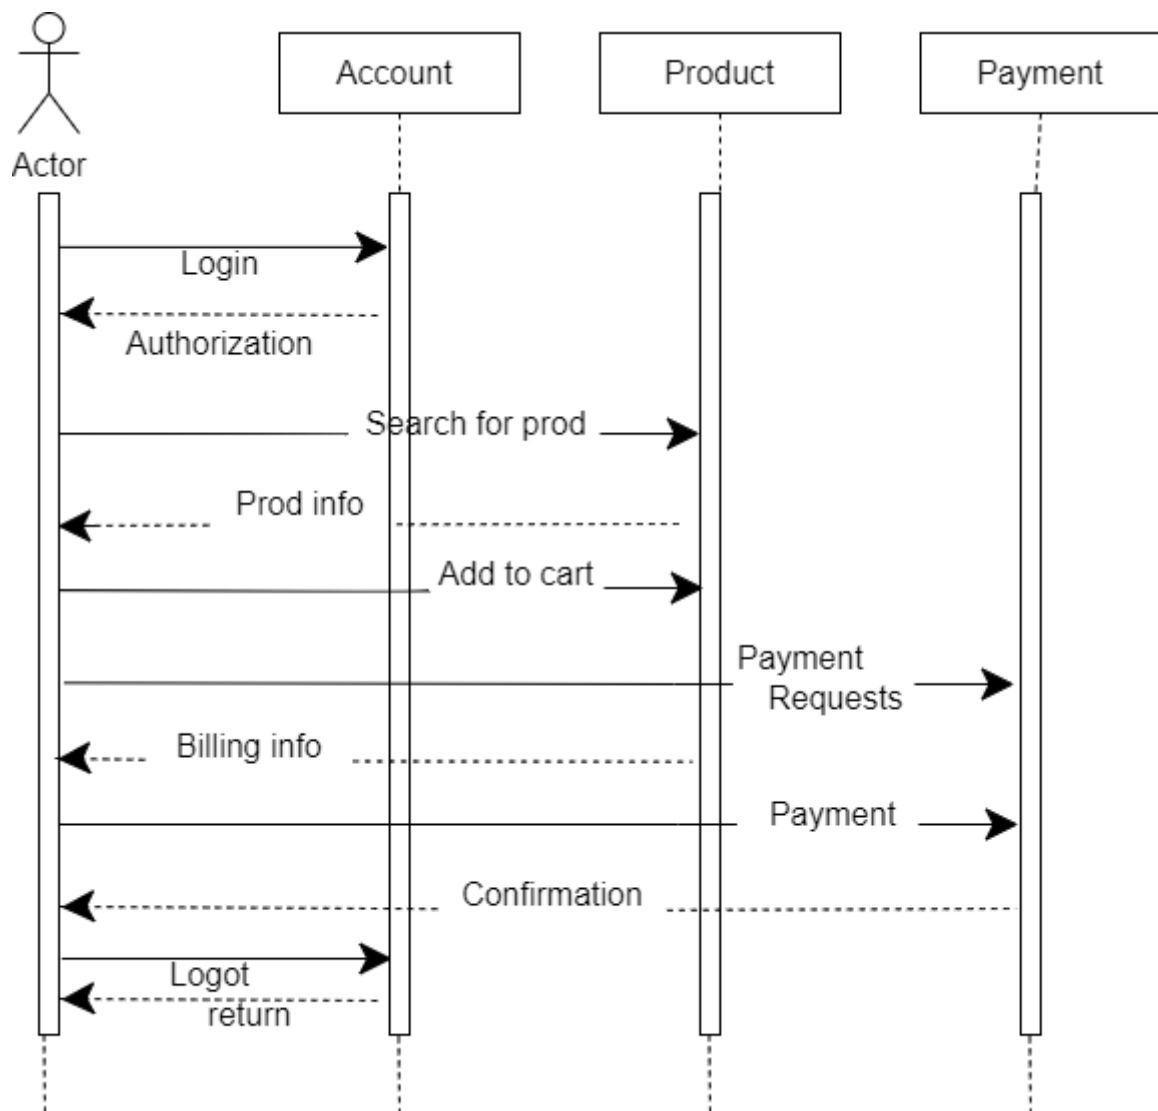 Account
Product
Payment
Actor
Login
Authorization
Search for prod
Prod info
Add to cart
Payment
Requests
Billing info
Payment
Confirmation
Logot
return